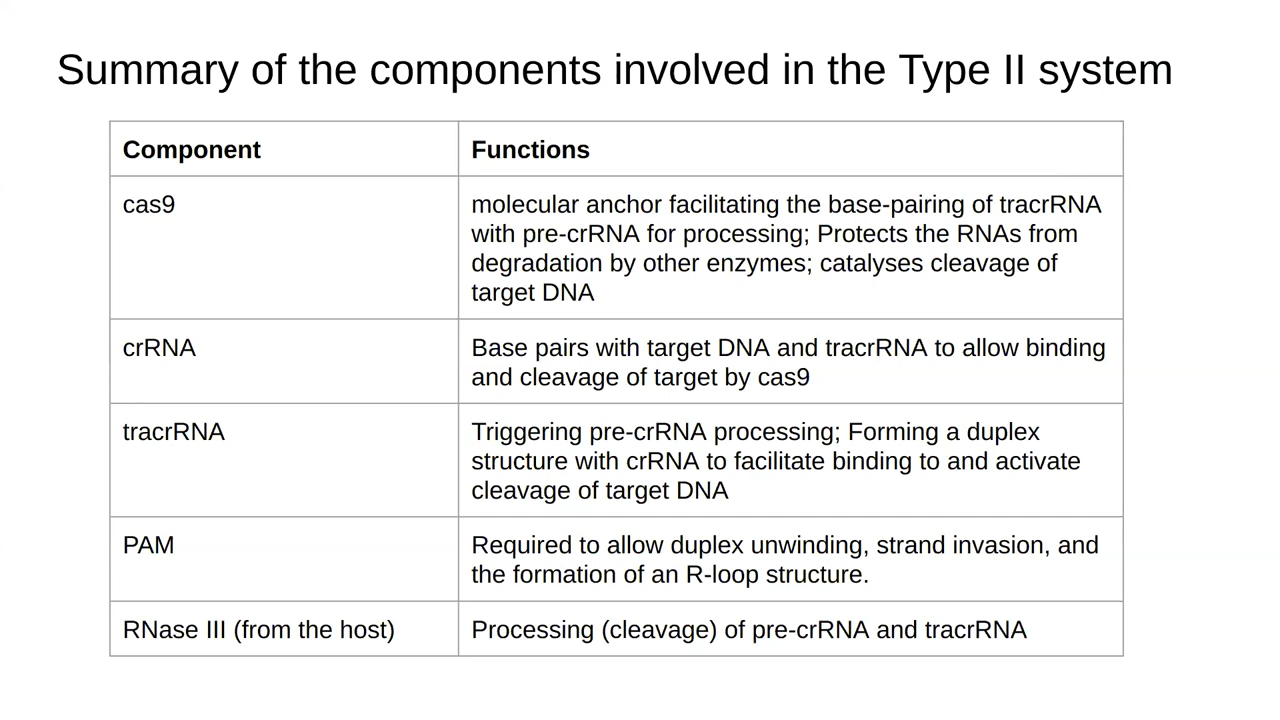 Summary of the components involved in the Type II system
Component
Functions
cas9
molecular anchor facilitating the base-pairing of tracrRNA
with pre-crRNA for processing; Protects the RNAs from
degradation by other enzymes; catalyses cleavage of
target DNA
crRNA
Base pairs with target DNA and tracrRNA to allow binding
and cleavage of target by cas9
tracrRNA
Triggering pre-crRNA processing; Forming a duplex
structure with crRNA to facilitate binding to and activate
cleavage of target DNA
PAM
Required to allow duplex unwinding, strand invasion, and
the formation of an R-loop structure.
RNase III (from the host)
Processing (cleavage) of pre-crRNA and tracrRNA